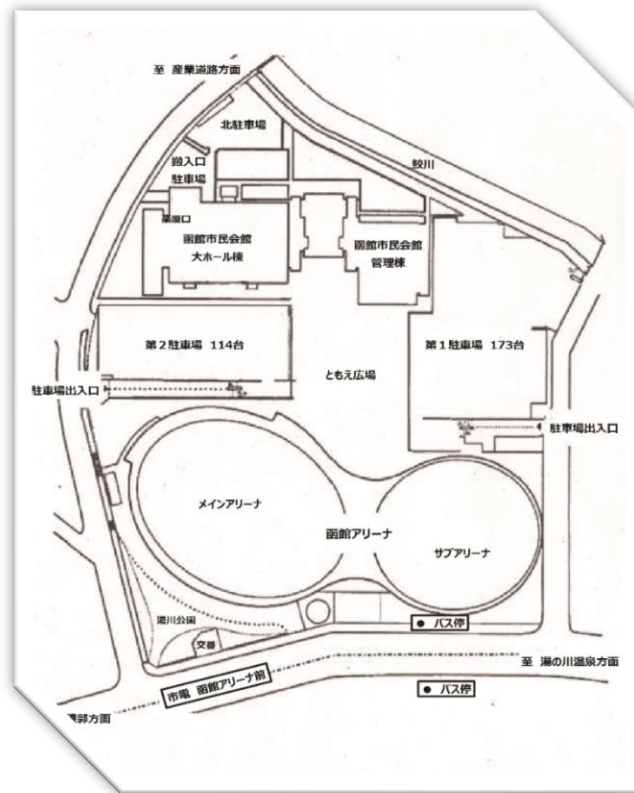 至 産業道路方面
北駐車場
鮫川
搬入口
駐車場
楽屋口
函館市民会館
大ホール棟
函館市民会館
管理棟
第2駐車場 114台
第1駐車場 173台
ともえ広場
駐車場出入口
駐車場出入口
メインアリーナ
函館アリーナ
サブアリーナ
湯川公園
● バス停
交番
至 湯の川温泉方面
市電 函館アリーナ前
● バス停
郭方面